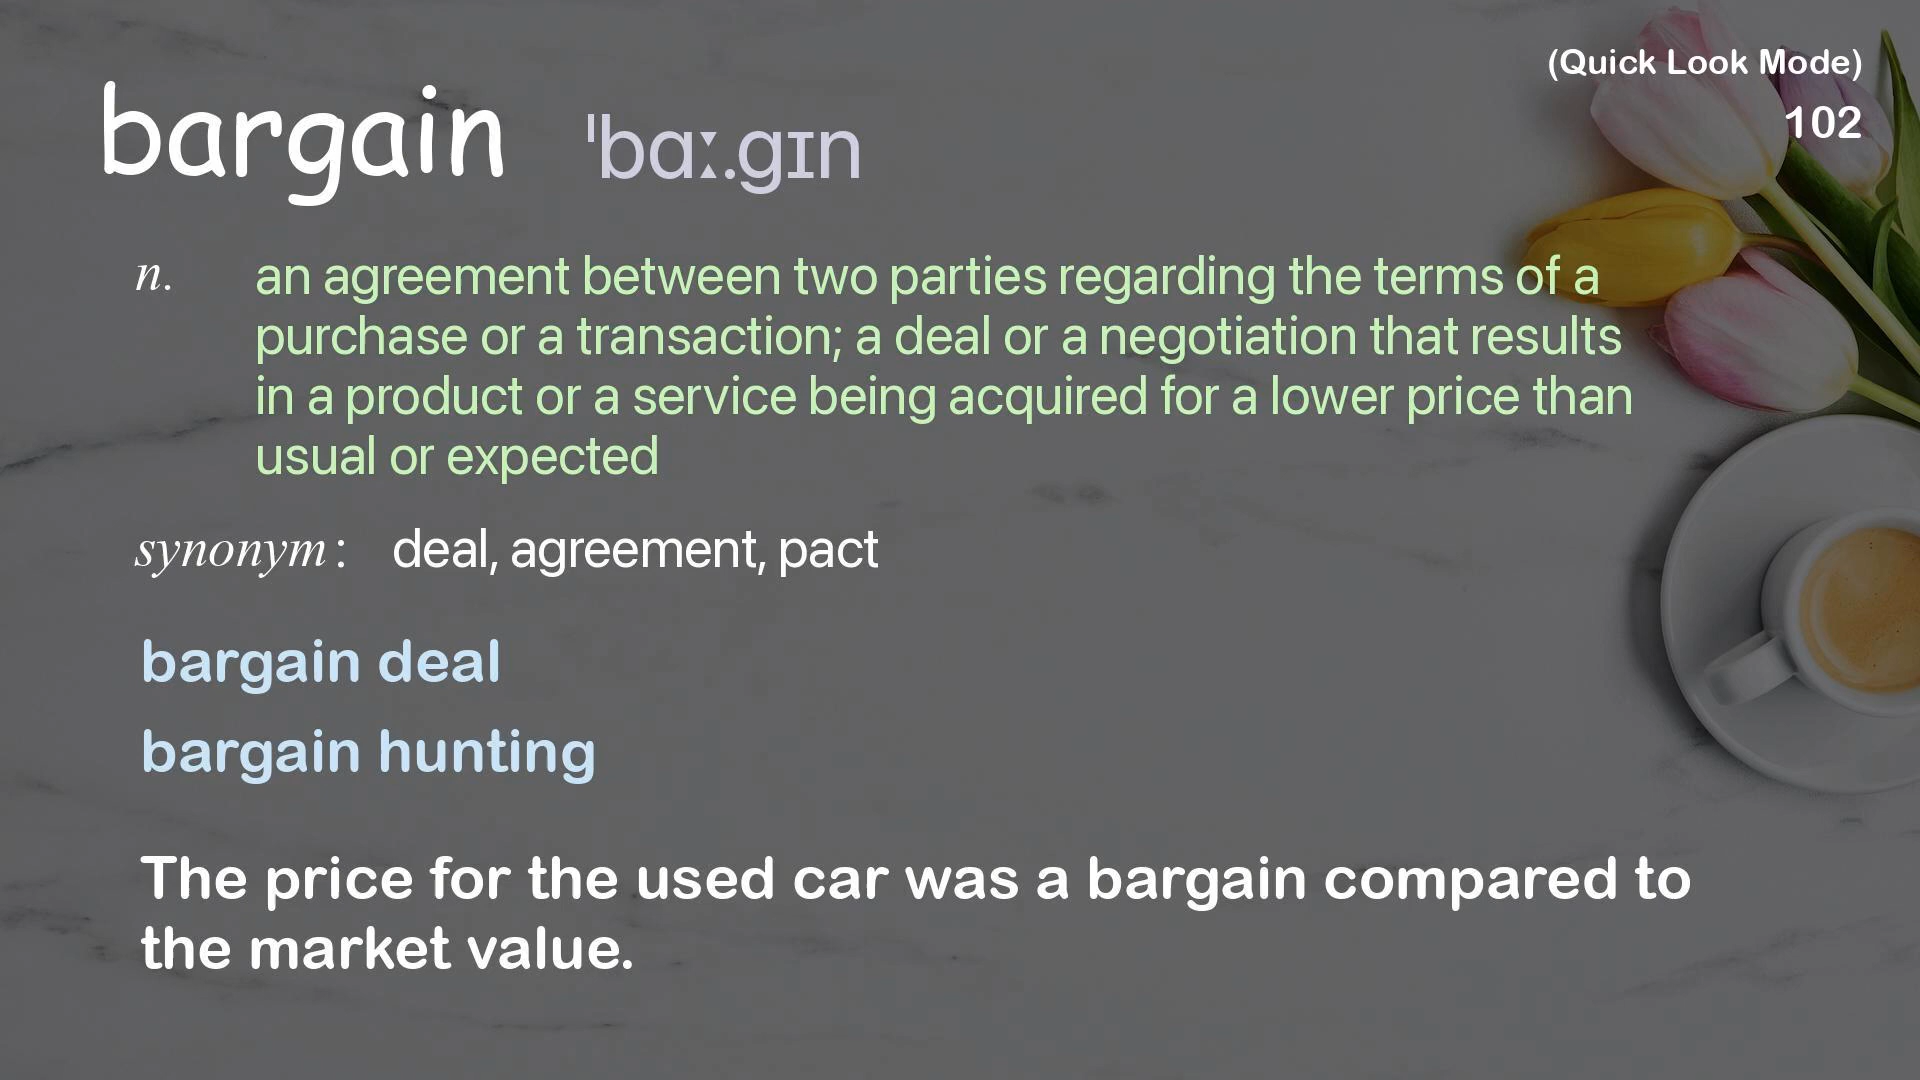 (Quick Look Mode)
102
bargain ˈbɑː.gɪn
n. an agreement between two parties regarding the terms of a
purchase or a transaction; a deal or a negotiation that results
in a product or a service being acquired for a lower price than
usual or expected
synonym : deal, agreement, pact
bargain deal
bargain hunting
The price for the used car was a bargain compared to
the market value.